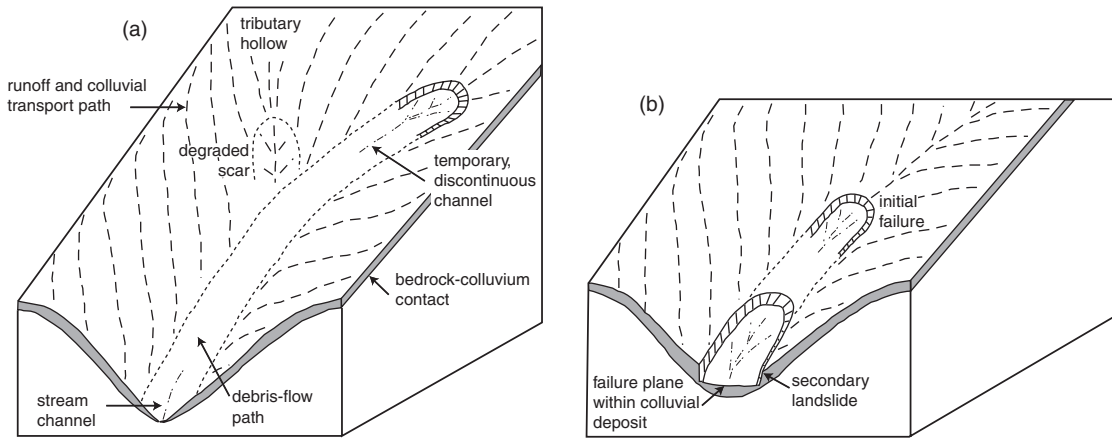 (a)
tributary
hollow
runoff and colluvial
transport path
degraded
scar
temporary,
discontinuous
channel
bedrock-colluvium
contact
stream
channel
debris-flow
path
(b)
initial
failure
failure plane
within colluvial
deposit
secondary
landslide